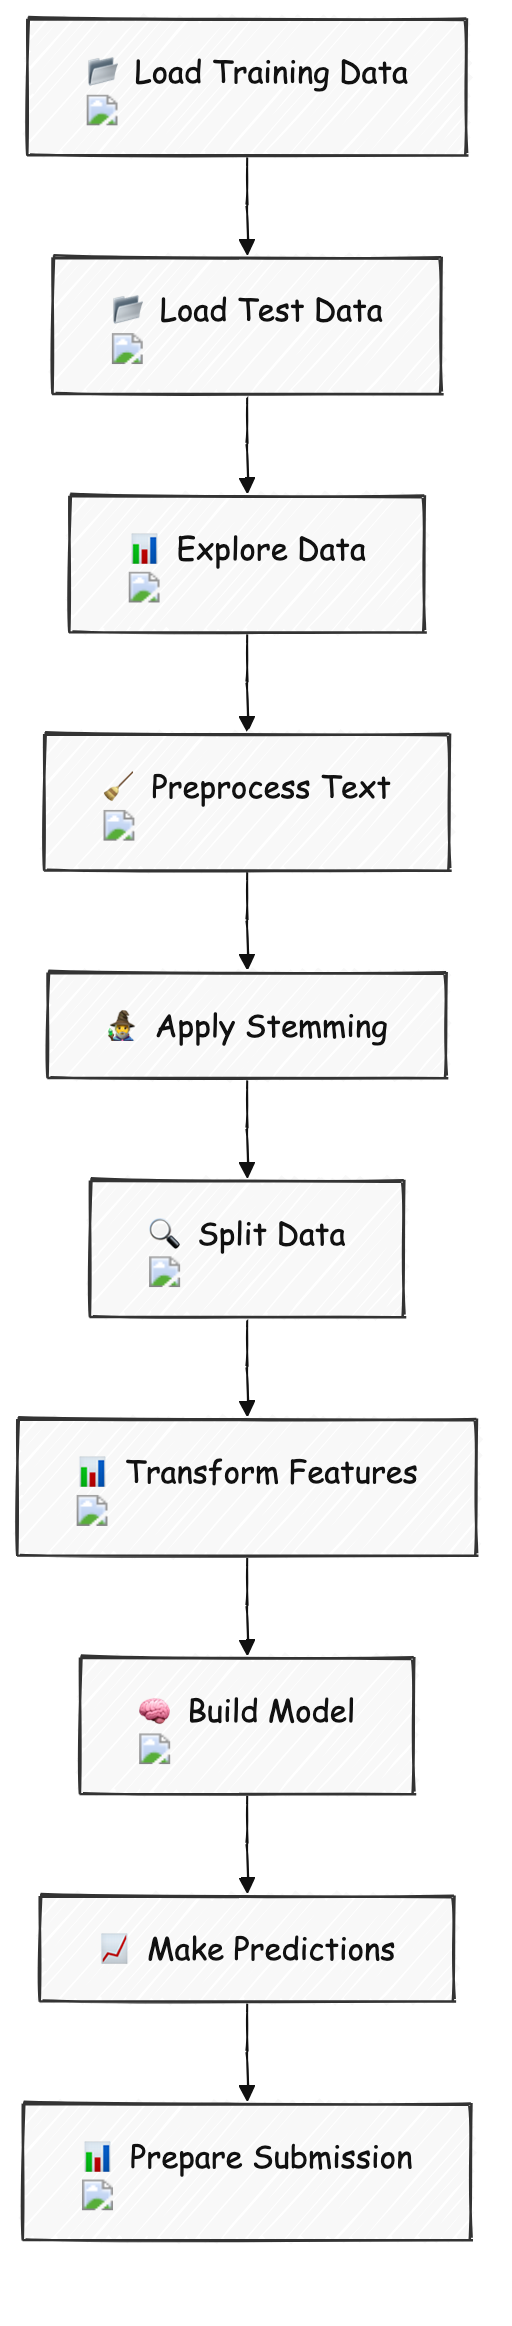 📂 Load Training Data
📂 Load Test Data
📊 Explore Data
🧹 Preprocess Text
🧙‍♂️ Apply Stemming
🔍 Split Data
📊 Transform Features
🧠 Build Model
📈 Make Predictions
📊 Prepare Submission